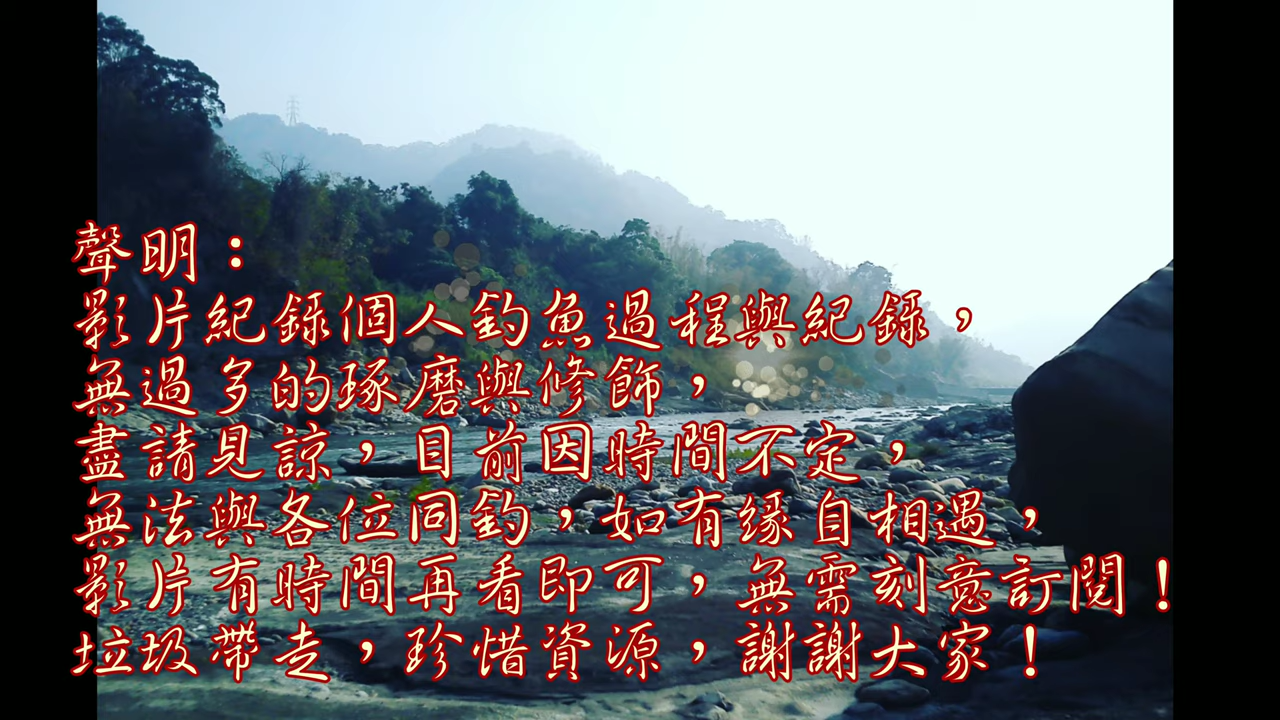 聲明：
影片紀錄個人釣魚過程與紀錄，
無過多的琢磨與修飾，
盡請見諒，目前因時間不定，
無法與各位同釣，如有緣自相遇，
影片有時間再看即可，無需刻意訂閱！
垃圾帶走，珍惜資源，謝謝大家！